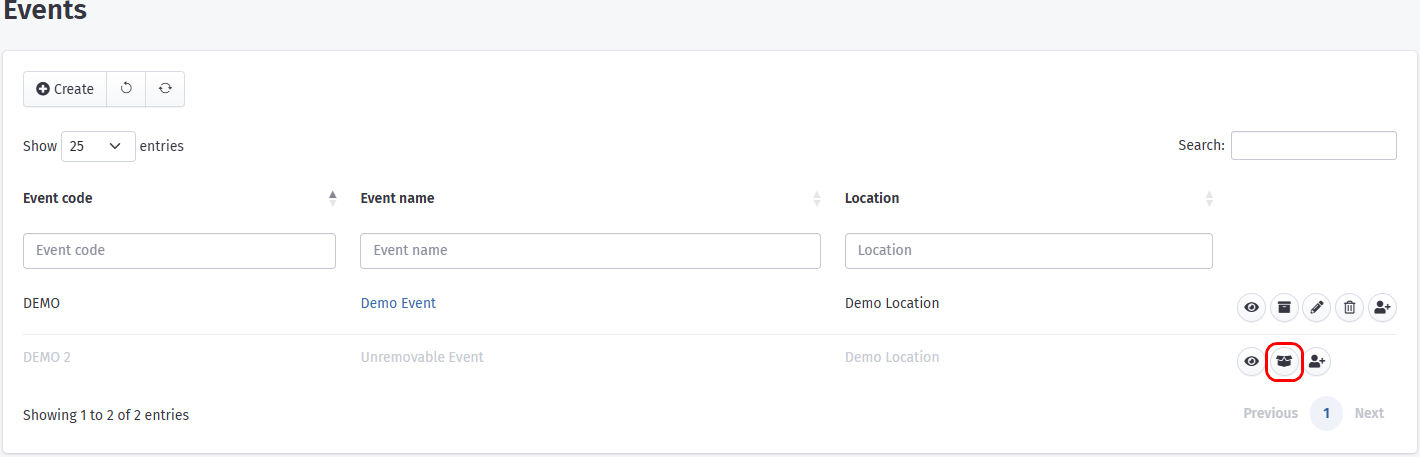 Events
Create
Show 25 entries
Search:
Event code Event name Location
Event code Event name Location
DEMO Demo Event Demo Location
DEMO 2 Unremovable Event Demo Location
Showing 1 to 2 of 2 entries
Previous 1 Next